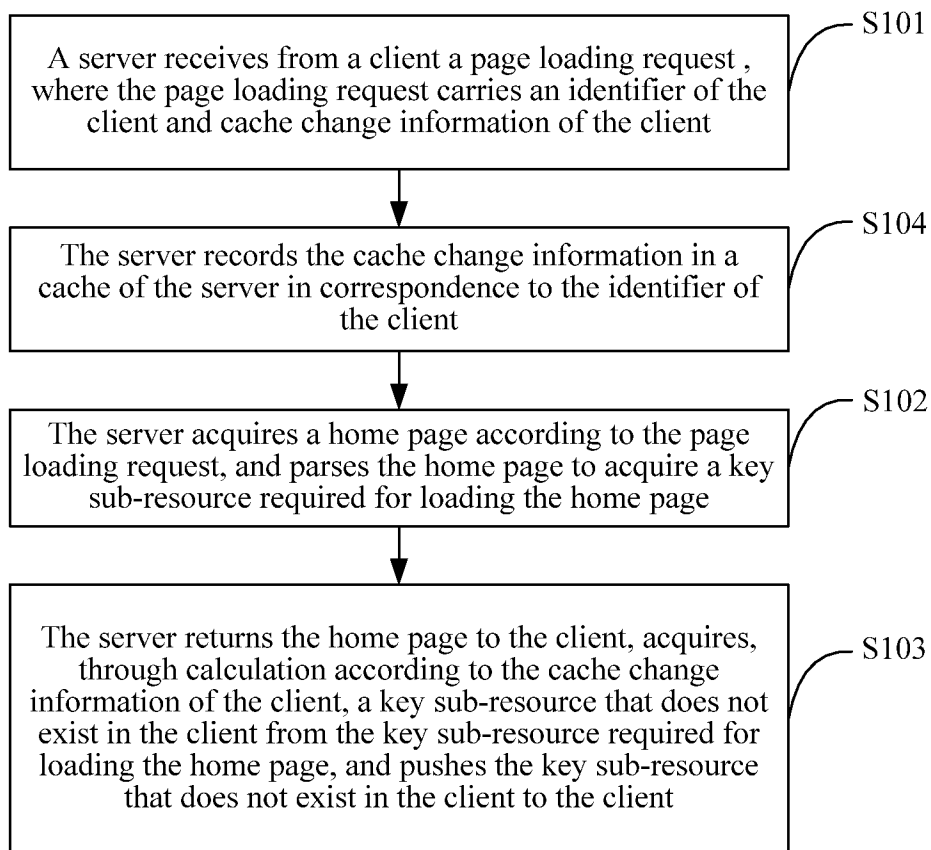 S101
A server receives from a client a page loading request ,
where the page loading request carries an identifier of the
client and cache change information of the client
S104
The server records the cache change information in a
cache of the server in correspondence to the identifier of
the client
S102
The server acquires a home page according to the page
loading request, and parses the home page to acquire a key
sub-resource required for loading the home page
S103
The server returns the home page to the client, acquires,
through calculation according to the cache change
information of the client, a key sub-resource that does not
exist in the client from the key sub-resource required for
loading the home page, and pushes the key sub-resource
that does not exist in the client to the client